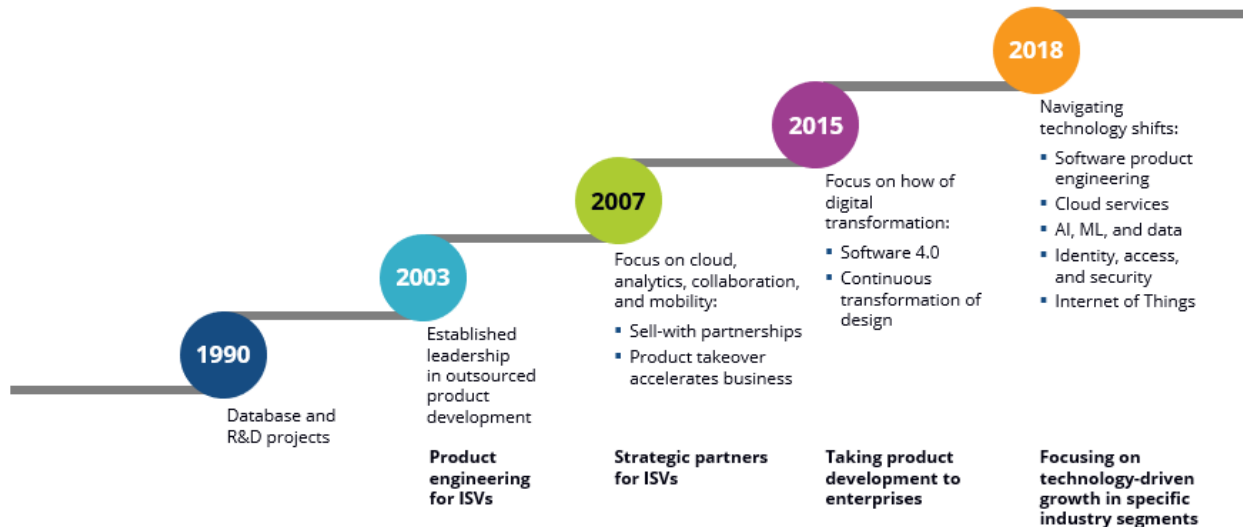 1990
Database and
R&D projects
2003
Established
leadership
in outsourced
product
development
Product
engineering
for ISVs
2007
Focus on cloud,
analytics, collaboration,
and mobility:
▪ Sell-with partnerships
▪ Product takeover
accelerates business
Strategic partners
for ISVs
2015
Focus on how of
digital
transformation:
▪ Software 4.0
▪ Continuous
transformation of
design
Taking product
development to
enterprises
2018
Navigating
technology shifts:
▪ Software product
engineering
▪ Cloud services
▪ AI, ML, and data
▪ Identity, access,
and security
▪ Internet of Things
Focusing on
technology-driven
growth in specific
industry segments